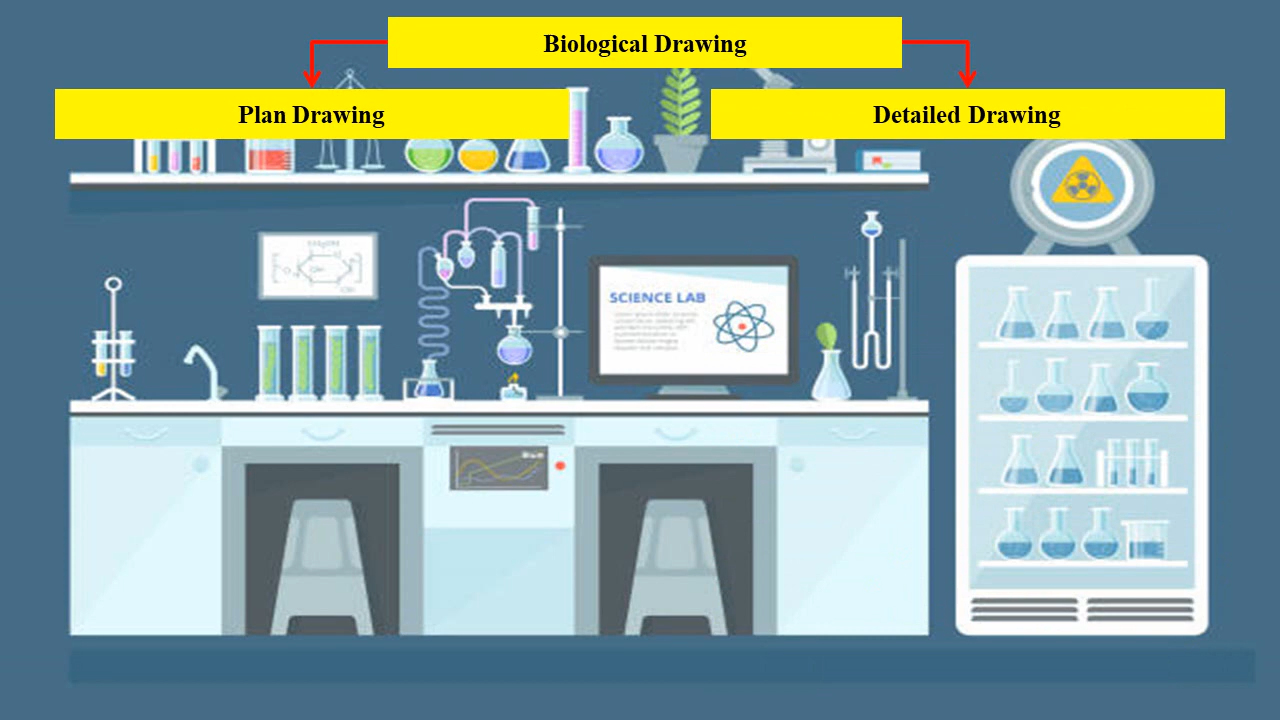 Biological Drawing
Plan Drawing
Detailed Drawing
SCIENCE LAB